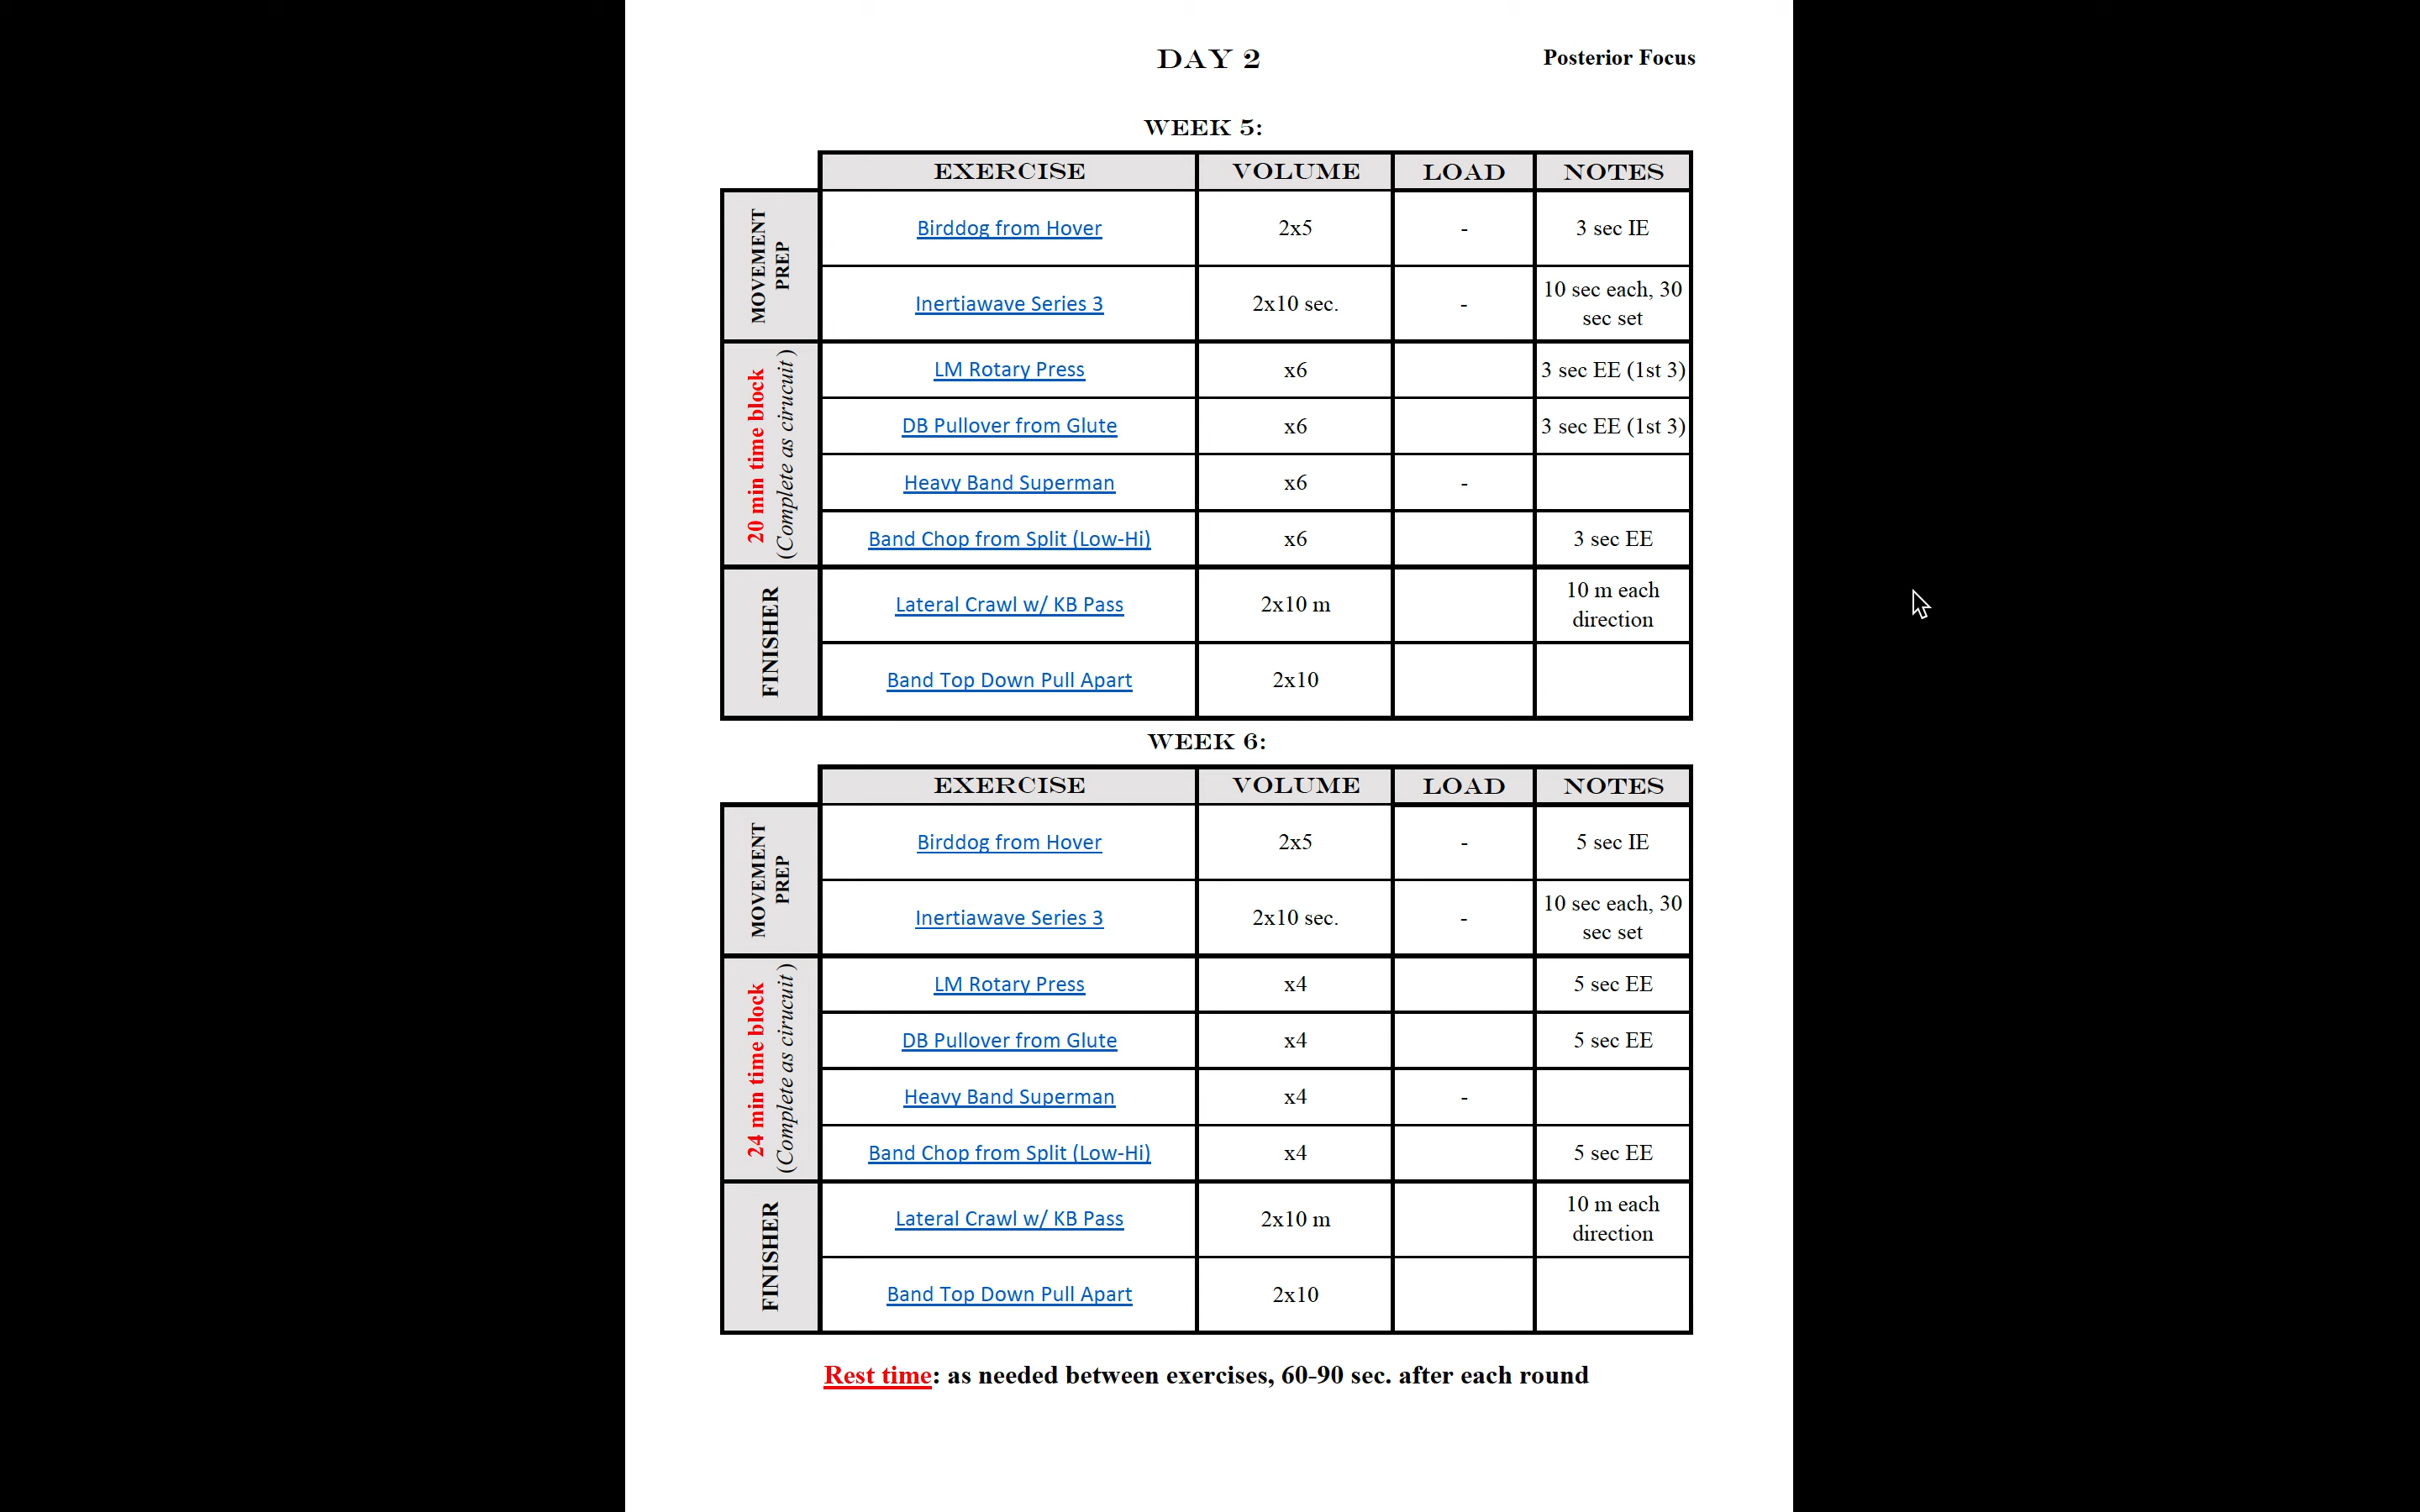 DAY 2
Posterior Focus
WEEK 5:
EXERCISE VOLUME LOAD NOTES
MOVEMENT
PREP
Birddog from Hover 2x5 - 3 sec IE
Inertiawave Series 3 2x10 sec. - 10 sec each, 30
sec set
20 min time block
(Complete as cirucuit)
LM Rotary Press x6 3 sec EE (1st 3)
DB Pullover from Glute x6 3 sec EE (1st 3)
Heavy Band Superman x6 -
Band Chop from Split (Low-Hi) x6 3 sec EE
FINISHER
Lateral Crawl w/ KB Pass 2x10 m 10 m each
direction
Band Top Down Pull Apart 2x10
WEEK 6:
EXERCISE VOLUME LOAD NOTES
MOVEMENT
PREP
Birddog from Hover 2x5 - 5 sec IE
Inertiawave Series 3 2x10 sec. - 10 sec each, 30
sec set
24 min time block
(Complete as cirucuit)
LM Rotary Press x4 5 sec EE
DB Pullover from Glute x4 5 sec EE
Heavy Band Superman x4 -
Band Chop from Split (Low-Hi) x4 5 sec EE
FINISHER
Lateral Crawl w/ KB Pass 2x10 m 10 m each
direction
Band Top Down Pull Apart 2x10
Rest time: as needed between exercises, 60-90 sec. after each round